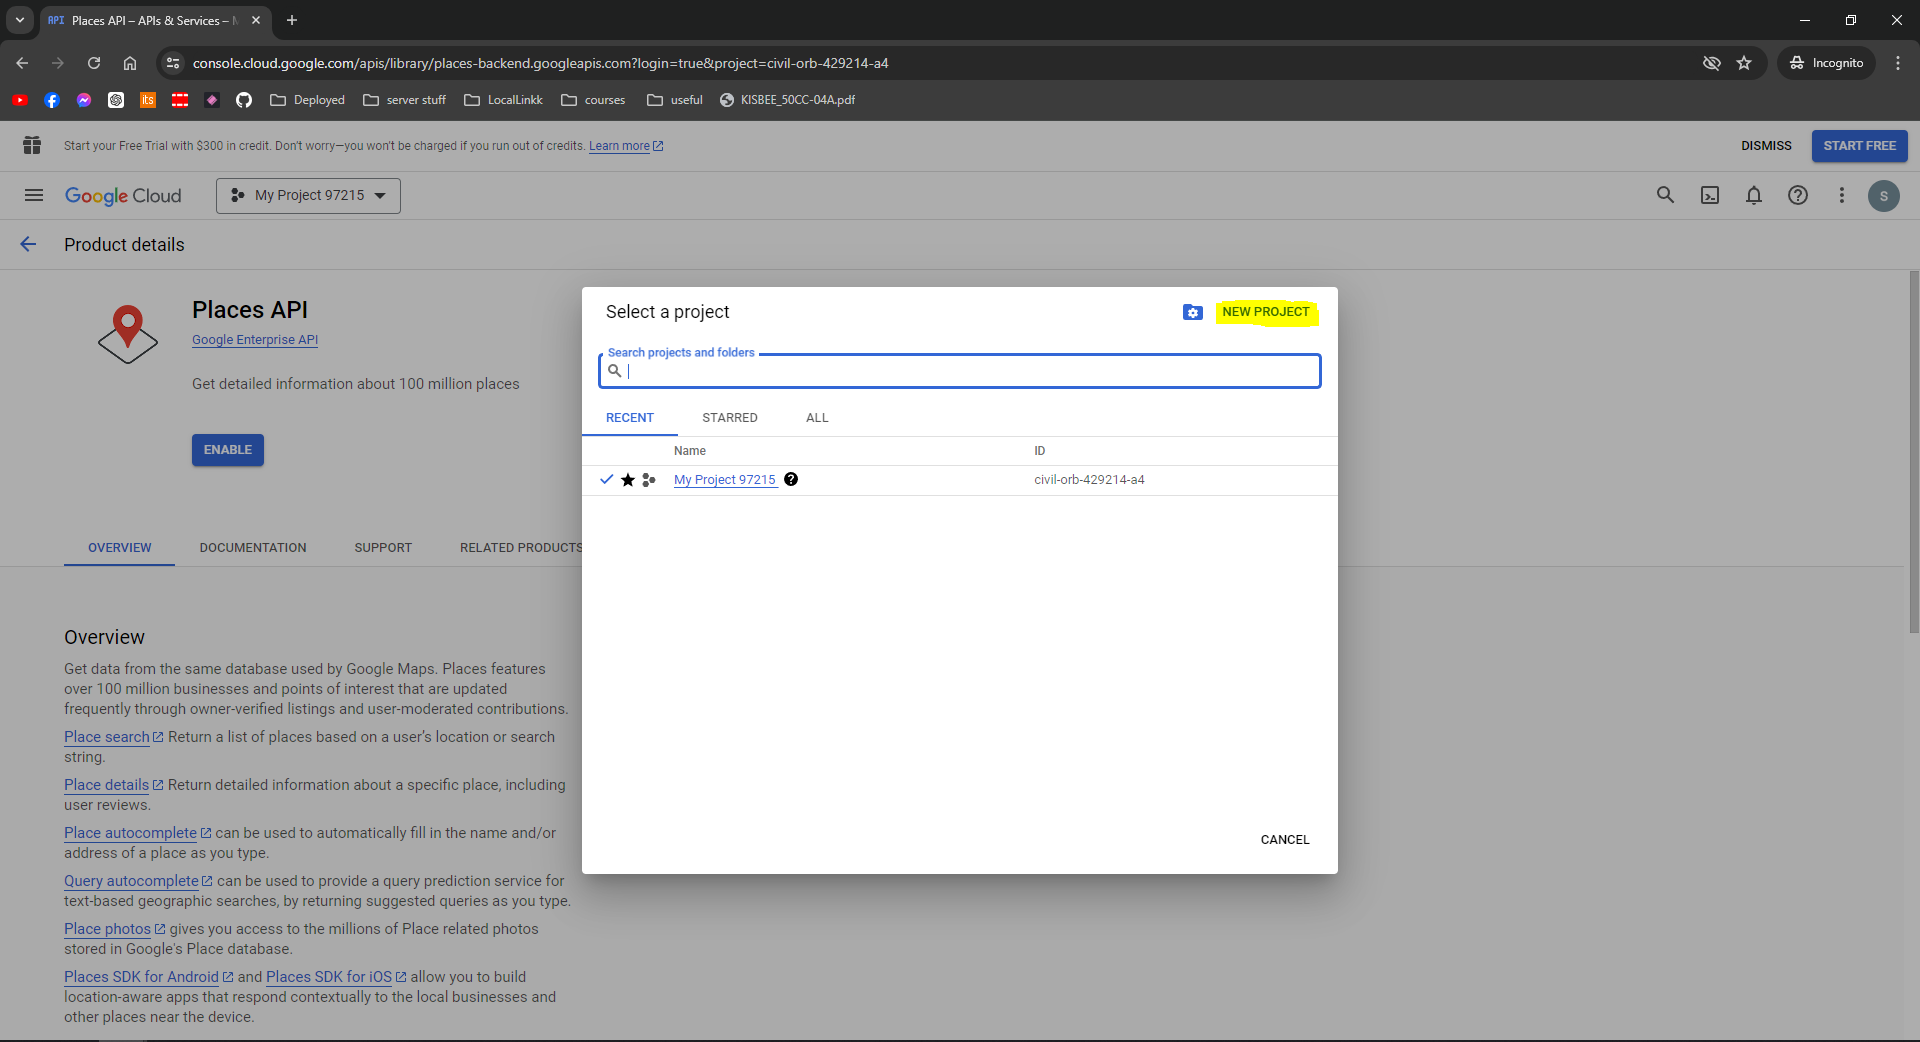 API Places API – APIs & Services – M
console.cloud.google.com/apis/library/places-backend.googleapis.com?login=true&project=civil-orb-429214-a4
Incognito
its
Deployed
server stuff
LocalLinkk
courses
useful
KISBEE_50CC-04A.pdf
Start your Free Trial with $300 in credit. Don't worry—you won't be charged if you run out of credits. Learn more
DISMISS
START FREE
Google Cloud
My Project 97215
S
Product details
Places API
Google Enterprise API
Get detailed information about 100 million places
ENABLE
OVERVIEW
DOCUMENTATION
SUPPORT
RELATED PRODUCTS
Select a project
NEW PROJECT
Search projects and folders
RECENT
STARRED
ALL
Name
ID
My Project 97215
civil-orb-429214-a4
CANCEL
Overview
Get data from the same database used by Google Maps. Places features
over 100 million businesses and points of interest that are updated
frequently through owner-verified listings and user-moderated contributions.
Place search Return a list of places based on a user's location or search
string.
Place details Return detailed information about a specific place, including
user reviews.
Place autocomplete can be used to automatically fill in the name and/or
address of a place as you type.
Query autocomplete can be used to provide a query prediction service for
text-based geographic searches, by returning suggested queries as you type.
Place photos gives you access to the millions of Place related photos
stored in Google's Place database.
Places SDK for Android and Places SDK for iOS allow you to build
location-aware apps that respond contextually to the local businesses and
other places near the device.